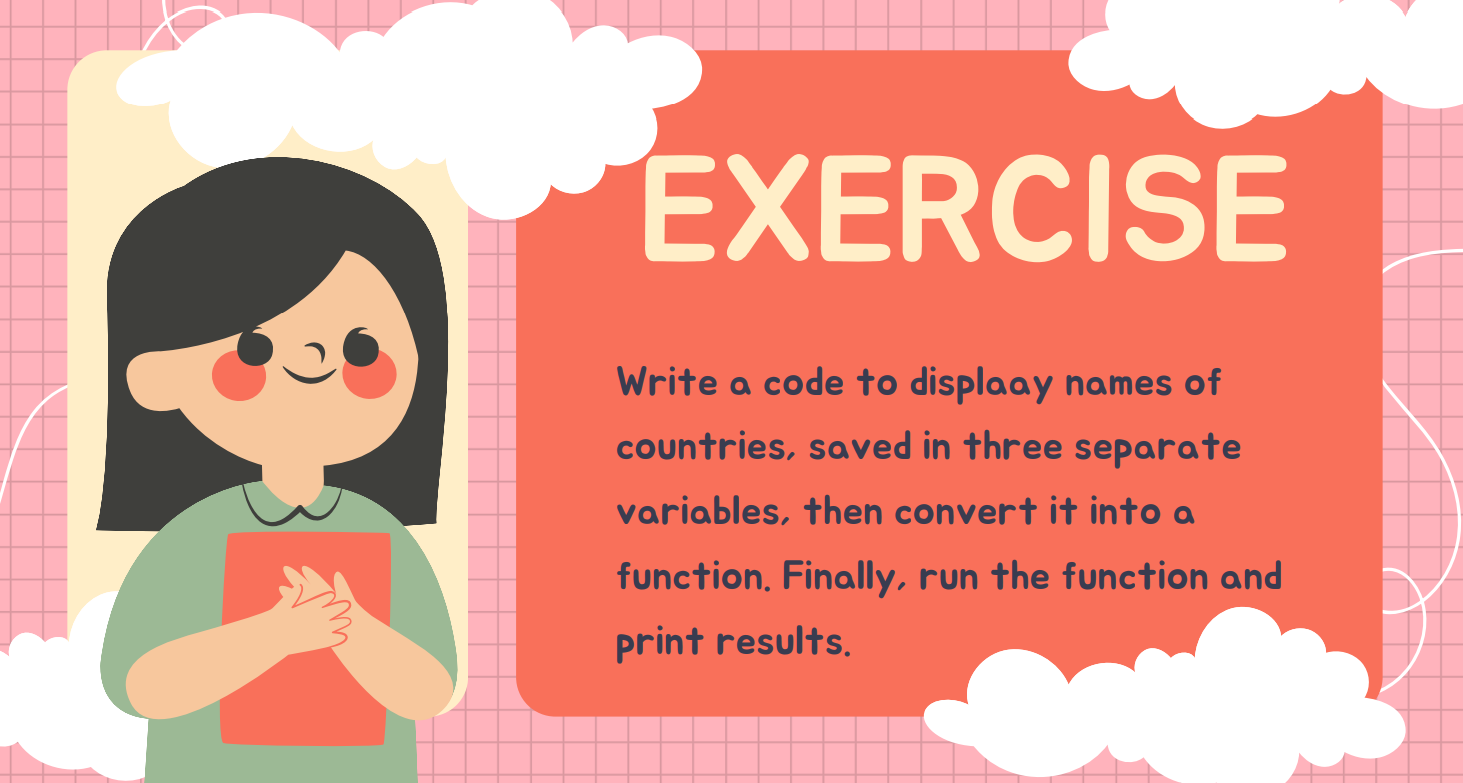 EXERCISE
Write a code to displaay names of
countries, saved in three separate
variables, then convert it into a
function. Finally, run the function and
print results.